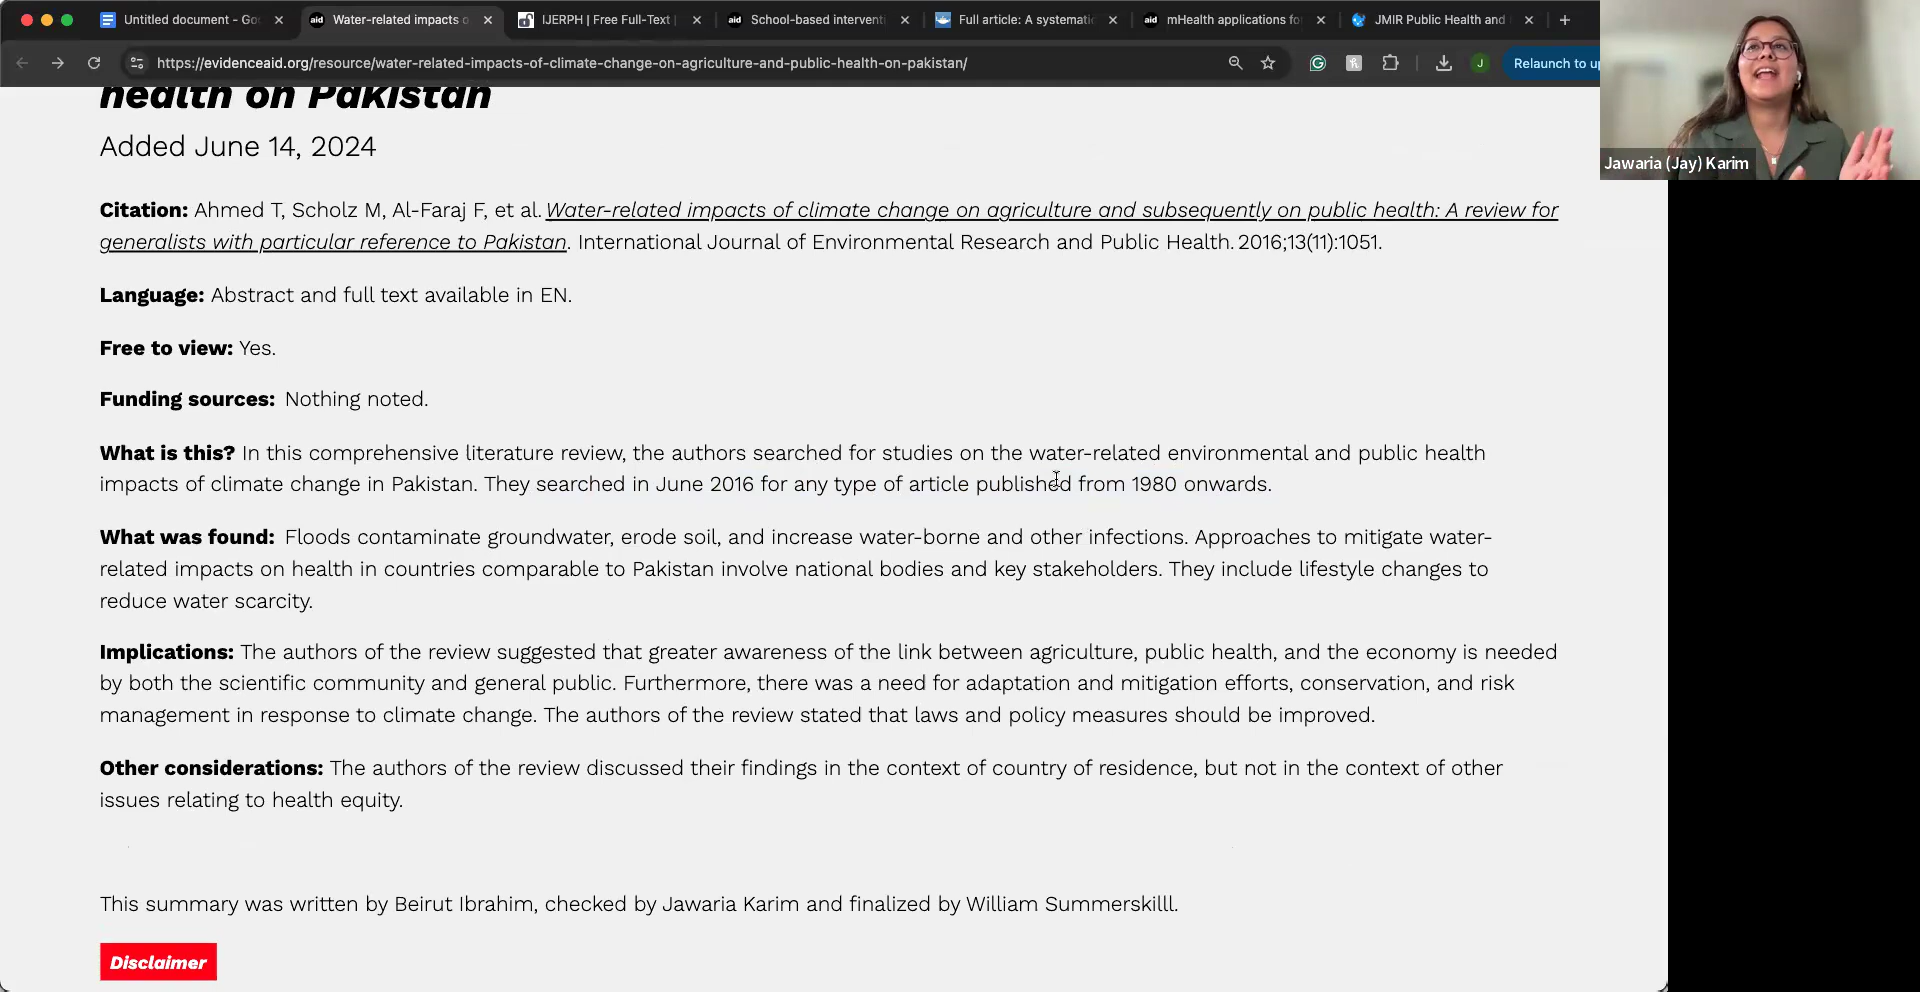 Untitled document - Go
Water-related impacts o
IJERPH | Free Full-Text |
School-based interventi
Full article: A systemati
mHealth applications fo
JMIR Public Health and
https://evidenceaid.org/resource/water-related-impacts-of-climate-change-on-agriculture-and-public-health-on-pakistan/
J
Relaunch to up
Jawaria (Jay) Karim
health on Pakistan
Added June 14, 2024
Citation: Ahmed T, Scholz M, Al-Faraj F, et al. Water-related impacts of climate change on agriculture and subsequently on public health: A review for
generalists with particular reference to Pakistan. International Journal of Environmental Research and Public Health. 2016;13(11):1051.
Language: Abstract and full text available in EN.
Free to view: Yes.
Funding sources: Nothing noted.
What is this? In this comprehensive literature review, the authors searched for studies on the water-related environmental and public health
impacts of climate change in Pakistan. They searched in June 2016 for any type of article published from 1980 onwards.
What was found: Floods contaminate groundwater, erode soil, and increase water-borne and other infections. Approaches to mitigate water-
related impacts on health in countries comparable to Pakistan involve national bodies and key stakeholders. They include lifestyle changes to
reduce water scarcity.
Implications: The authors of the review suggested that greater awareness of the link between agriculture, public health, and the economy is needed
by both the scientific community and general public. Furthermore, there was a need for adaptation and mitigation efforts, conservation, and risk
management in response to climate change. The authors of the review stated that laws and policy measures should be improved.
Other considerations: The authors of the review discussed their findings in the context of country of residence, but not in the context of other
issues relating to health equity.
This summary was written by Beirut Ibrahim, checked by Jawaria Karim and finalized by William Summerskilll.
Disclaimer